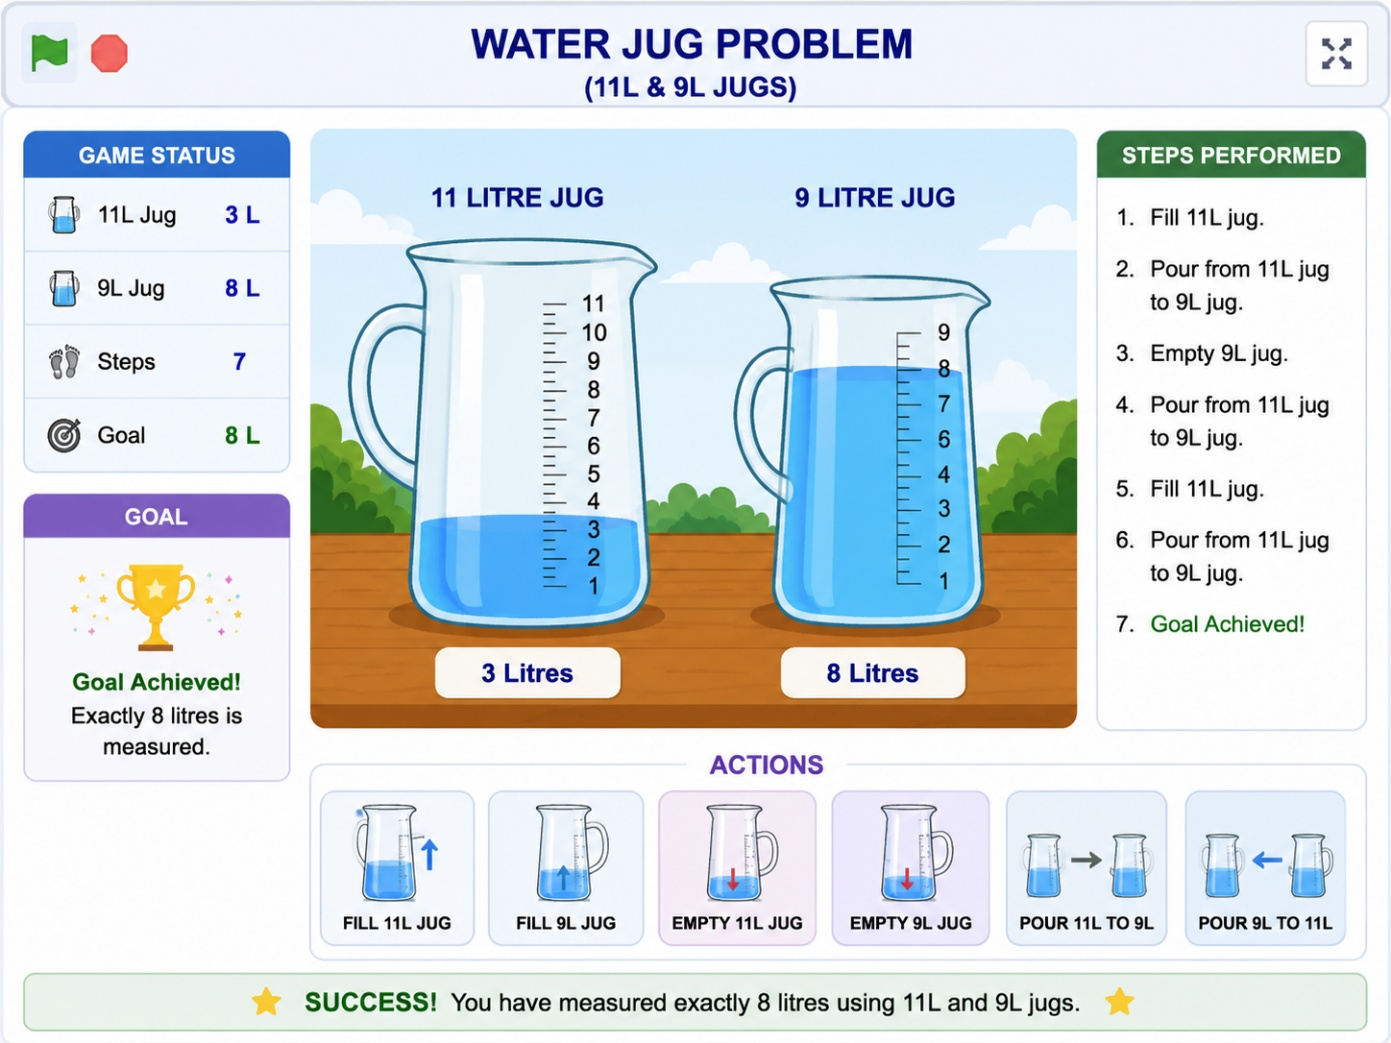 WATER JUG PROBLEM
(11L & 9L JUGS)
GAME STATUS
11L Jug 3 L
9L Jug 8 L
Steps 7
Goal 8 L
GOAL
Goal Achieved!
Exactly 8 litres is
measured.
11 LITRE JUG
11
10
9
8
7
6
5
4
3
2
1
3 Litres
9 LITRE JUG
9
8
7
6
4
3
2
1
8 Litres
STEPS PERFORMED
1. Fill 11L jug.
2. Pour from 11L jug
to 9L jug.
3. Empty 9L jug.
4. Pour from 11L jug
to 9L jug.
5. Fill 11L jug.
6. Pour from 11L jug
to 9L jug.
7. Goal Achieved!
ACTIONS
FILL 11L JUG
FILL 9L JUG
EMPTY 11L JUG
EMPTY 9L JUG
POUR 11L TO 9L
POUR 9L TO 11L
SUCCESS! You have measured exactly 8 litres using 11L and 9L jugs.